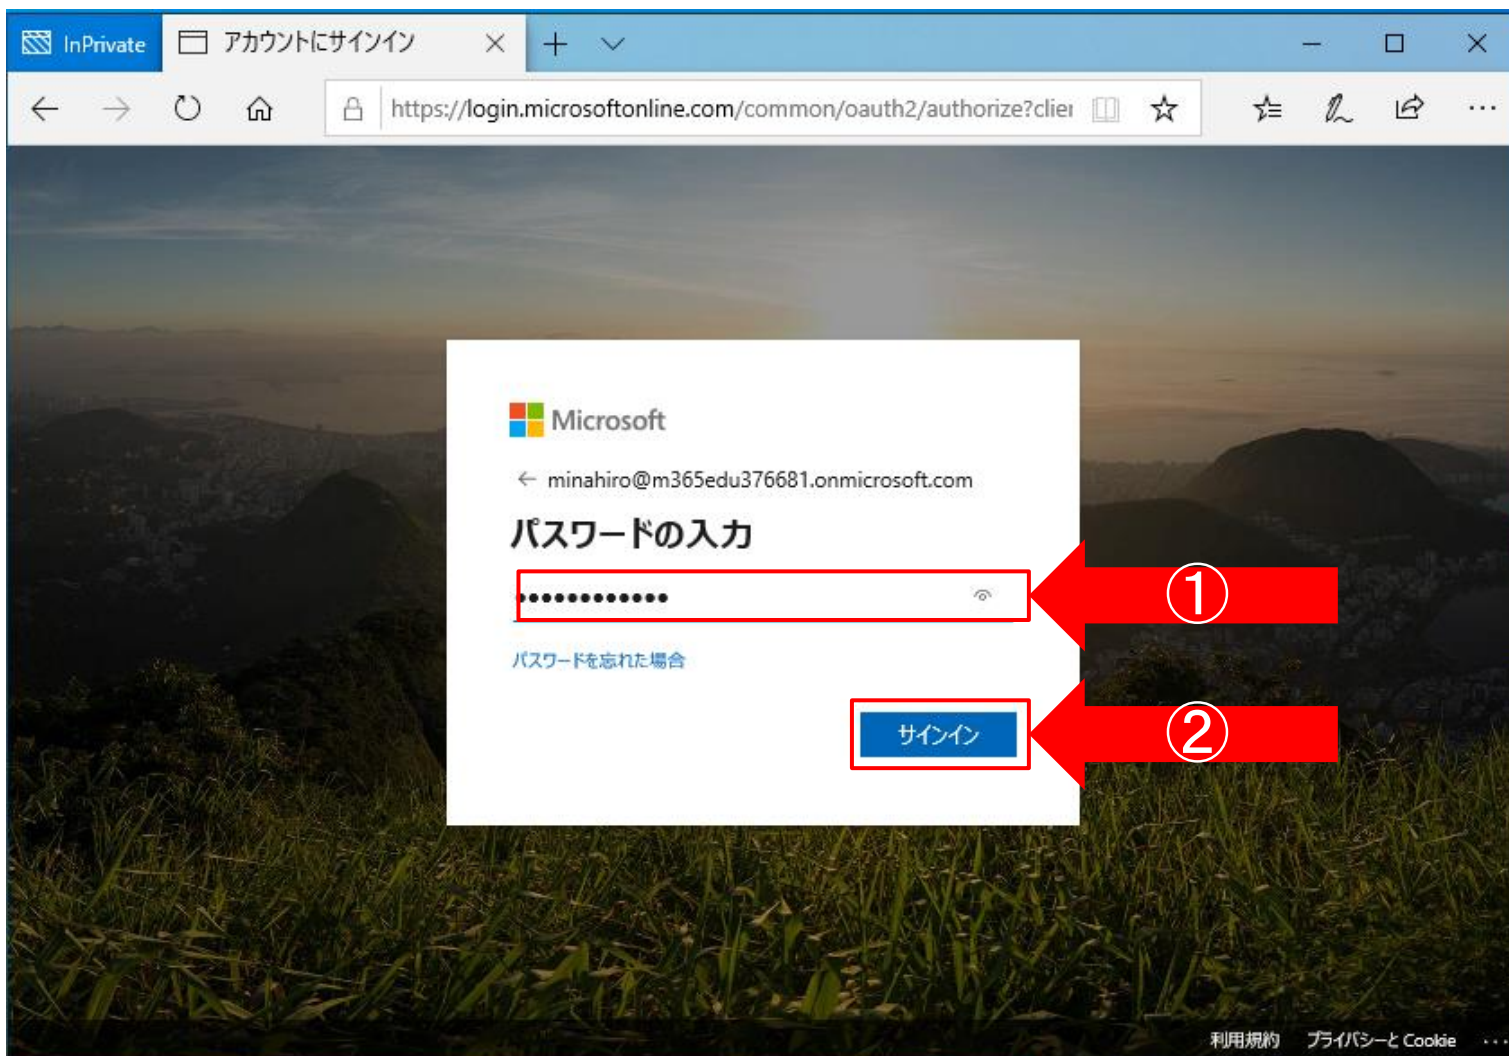 InPrivate アカウントにサインイン
https://login.microsoftonline.com/common/oauth2/authorize?clier
Microsoft
minahiro@m365edu376681.onmicrosoft.com
パスワードの入力
①
パスワードを忘れた場合
サインイン
②
利用規約 プライバシーと Cookie ...